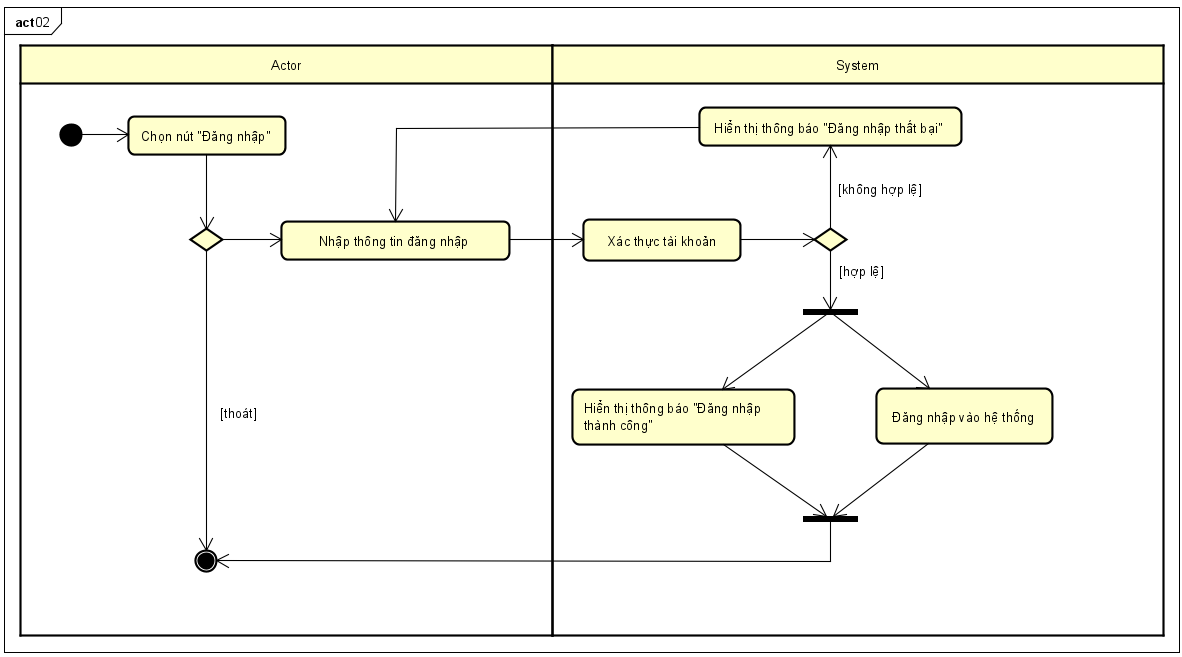 act02
Actor
System
Chọn nút "Đăng nhập"
Hiển thị thông báo "Đăng nhập thất bại"
[không hợp lệ]
Nhập thông tin đăng nhập
Xác thực tài khoản
[hợp lệ]
Hiển thị thông báo "Đăng nhập
thành công"
Đăng nhập vào hệ thống
[thoát]